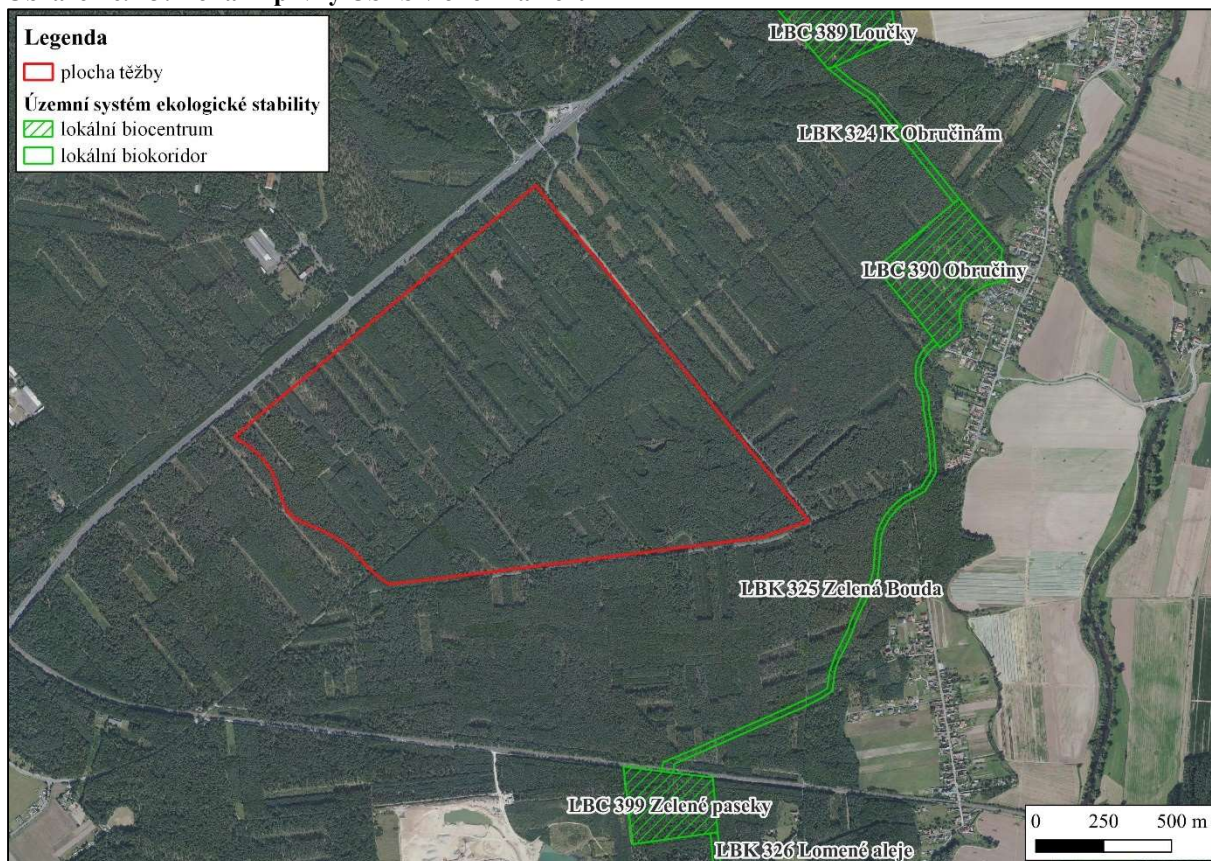 Legenda
plocha těžby
Územní systém ekologické stability
lokální biocentrum
lokální biokoridor
LBC 389 Loučky
LBK 324 K Obručinám
LBC 390 Obručiny
LBK 325 Zelená Bouda
LBC 399 Zelené paseky
LBK 326 Lomené aleje
0 250 500 m